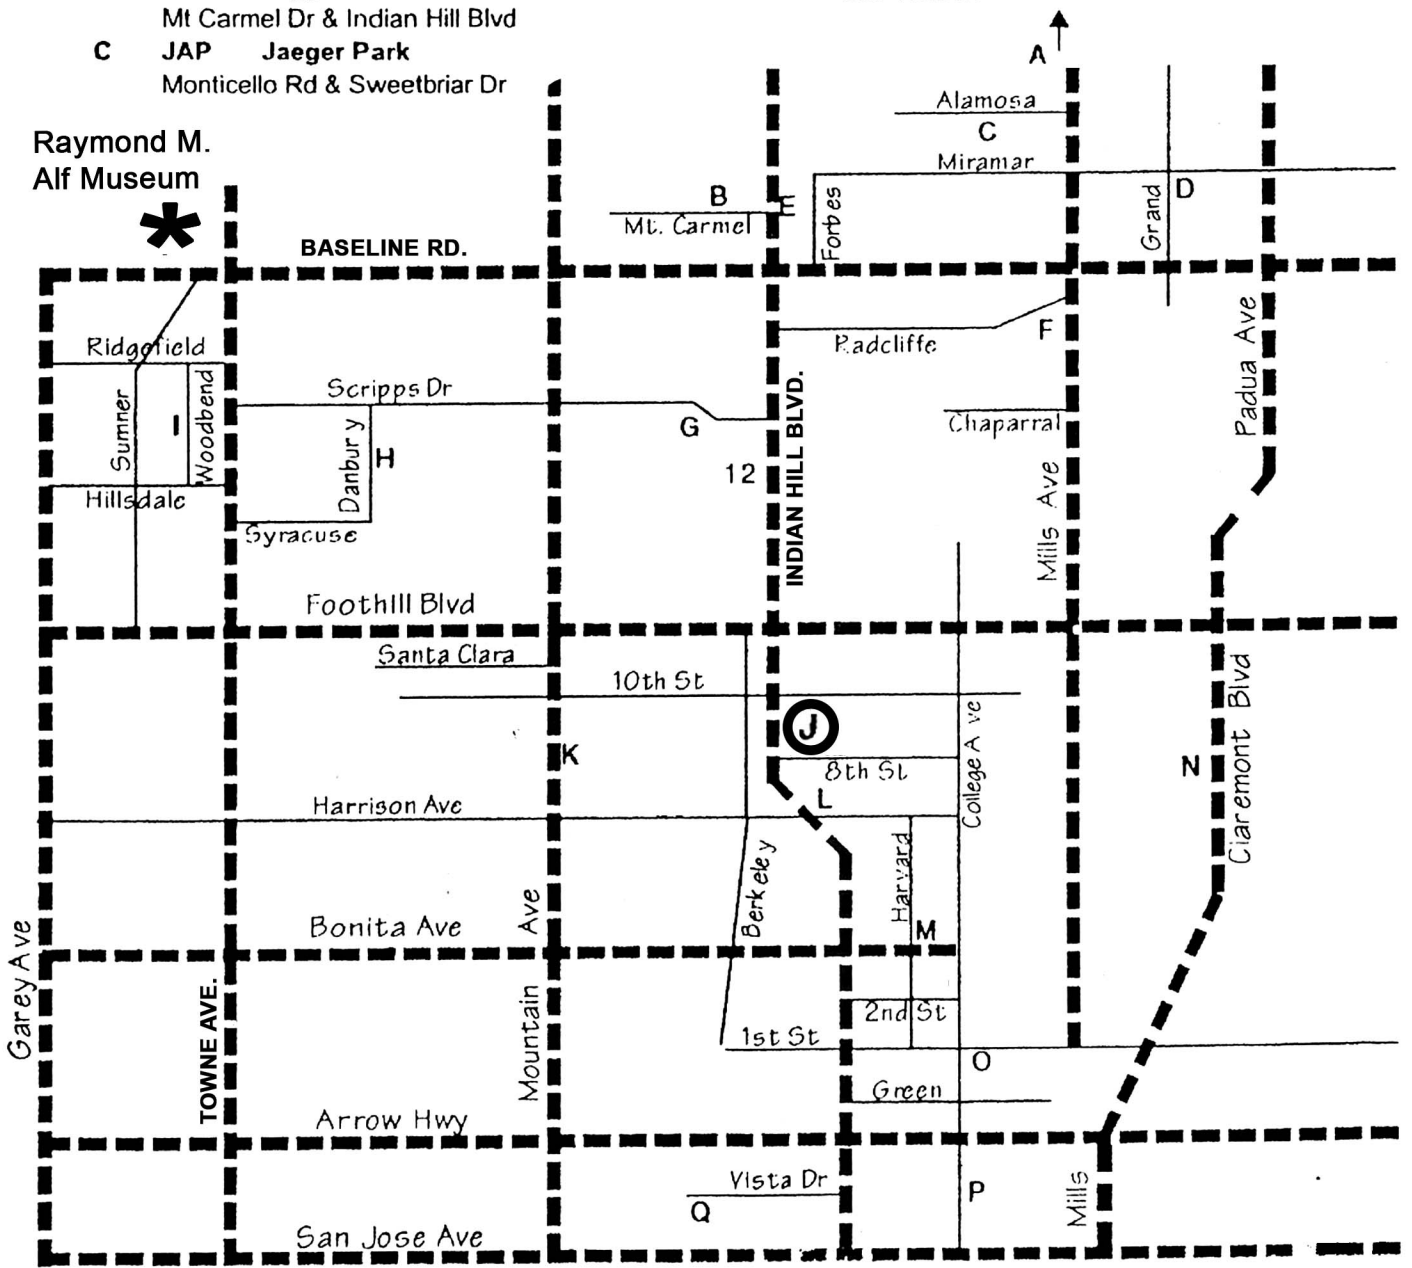 Mt Carmel Dr & Indian Hill Blvd
C JAP Jaeger Park
Monticello Rd & Sweetbriar Dr
A
Raymond M.
Alf Museum
Alamosa
C
Miramar
B
E
Mt. Carmel
Forbes
Grand
D
BASELINE RD.
Ridgefield
Radcliffe
F
Padua Ave
Scripps Dr
Sumner
I
Woodbend
Danbury
H
G
12
INDIAN HILL BLVD.
Chaparral
Mills Ave
Hillsdale
Syracuse
Foothill Blvd
Santa Clara
10th St
J
College Ave
Claremont Blvd
K
8th St
N
L
Harrison Ave
Berkeley
Harvard
Bonita Ave
Mountain Ave
M
Garey Ave
TOWNE AVE.
2nd St
1st St
O
Green
Arrow Hwy
Vista Dr
Q
P
Mills
San Jose Ave